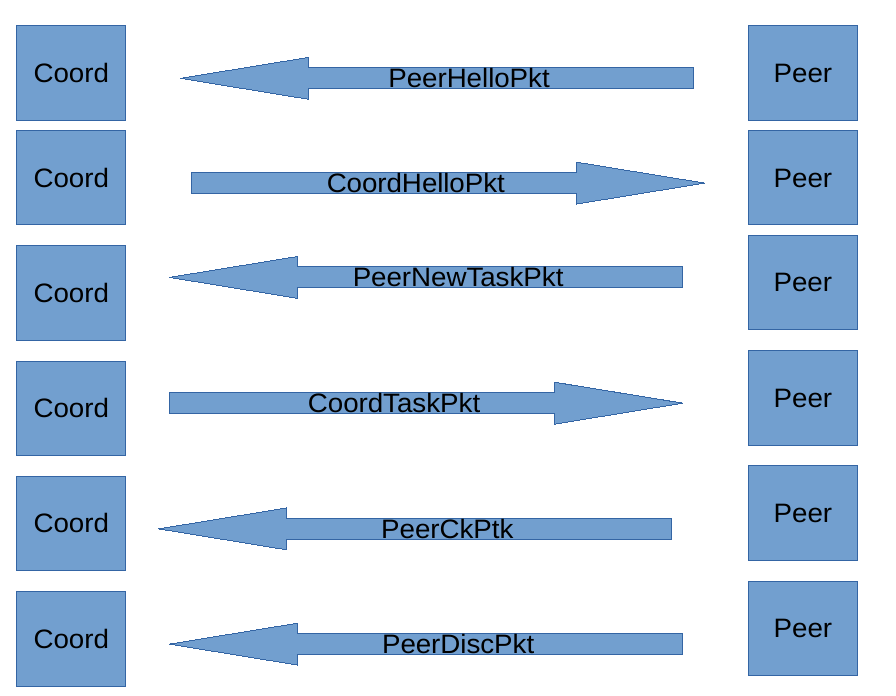 Coord PeerHelloPkt Peer
Coord CoordHelloPkt Peer
Coord PeerNewTaskPkt Peer
Coord CoordTaskPkt Peer
Coord PeerCkPtk Peer
Coord PeerDiscPkt Peer